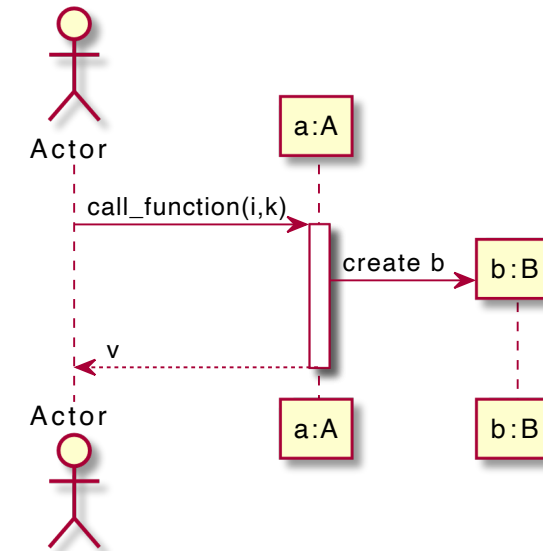 Actor
a:A
call_function(i,k)
create b
b:B
v
Actor
a:A
b:B